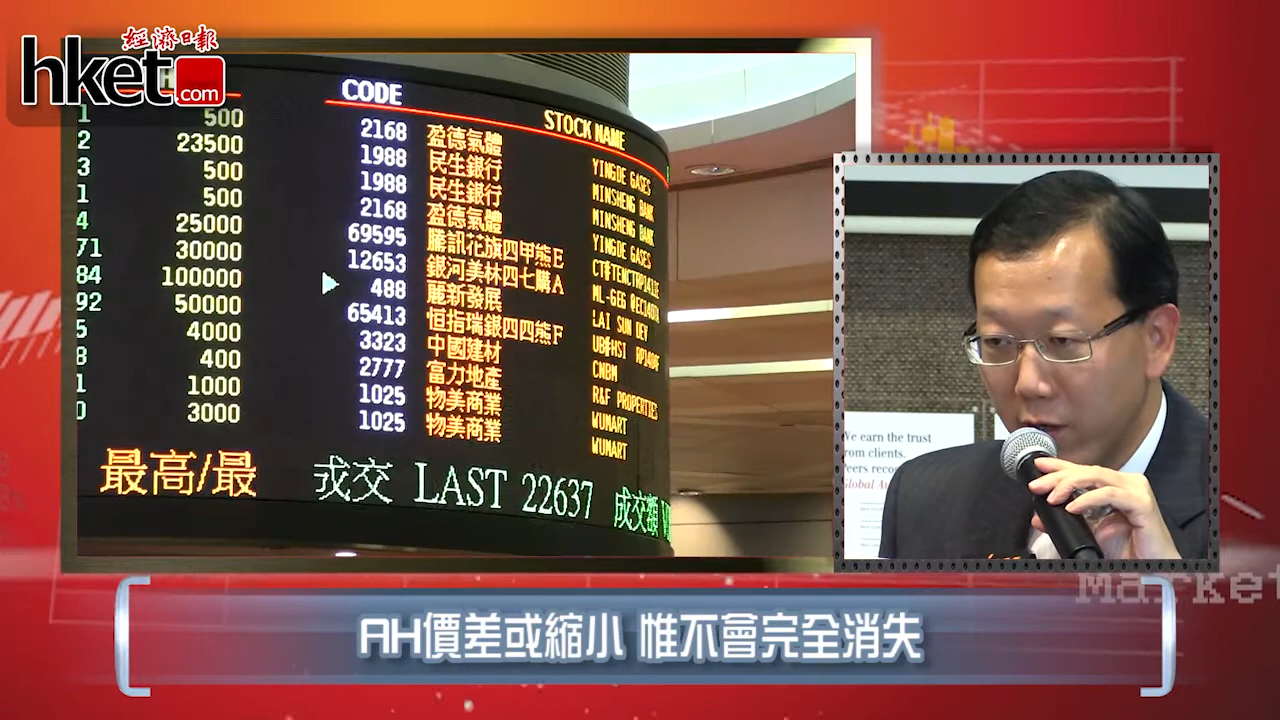 經濟日報
hket
.com
CODE
STOCK NAME
1 500 2168 盈德氣體 YINGDE GASES
2 23500 1988 民生銀行 MINSHENG BANK
3 500 1988 民生銀行 MINSHENG BANK
1 500 2168 盈德氣體 YINGDE GASES
4 25000 69595 騰訊花旗四甲熊E
71 30000 12653 銀河美林四七購A
84 100000 488 麗新發展 LAI SUN DEV
92 50000 65413 恒指瑞銀四四熊F
5 4000 3323 中國建材 CNBM
8 400 2777 富力地產 R&F PROPERTIES
1 1000 1025 物美商業 WUMART
0 3000 1025 物美商業 WUMART
最高/最 成交 LAST 22637 成交額
We earn the trust
from clients.
Peers
Global
market
AH價差或縮小 惟不會完全消失